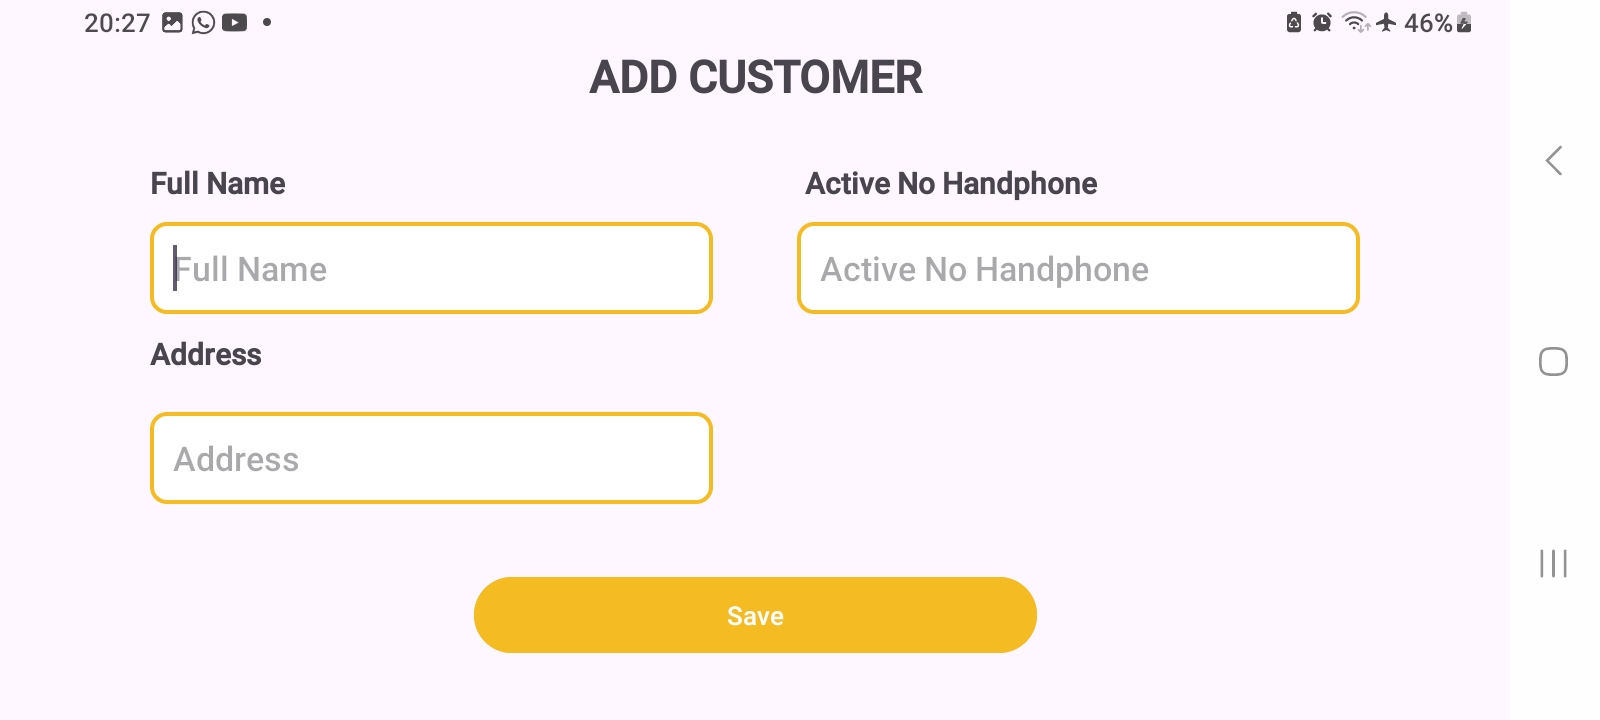 20:27
46%
ADD CUSTOMER
Full Name
Active No Handphone
Full Name
Active No Handphone
Address
Address
Save